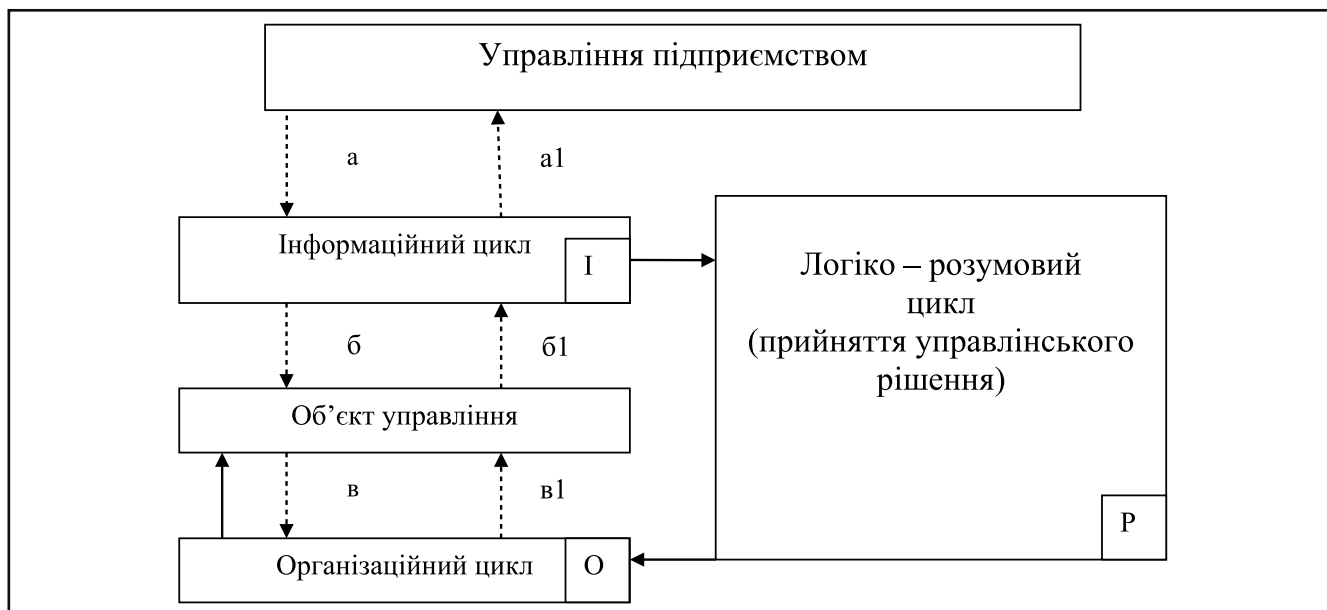 Управління підприємством
а
а1
Інформаційний цикл
І
Логіко – розумовий
цикл
(прийняття управлінського
рішення)
б
б1
Об’єкт управління
в
в1
Р
Організаційний цикл
О